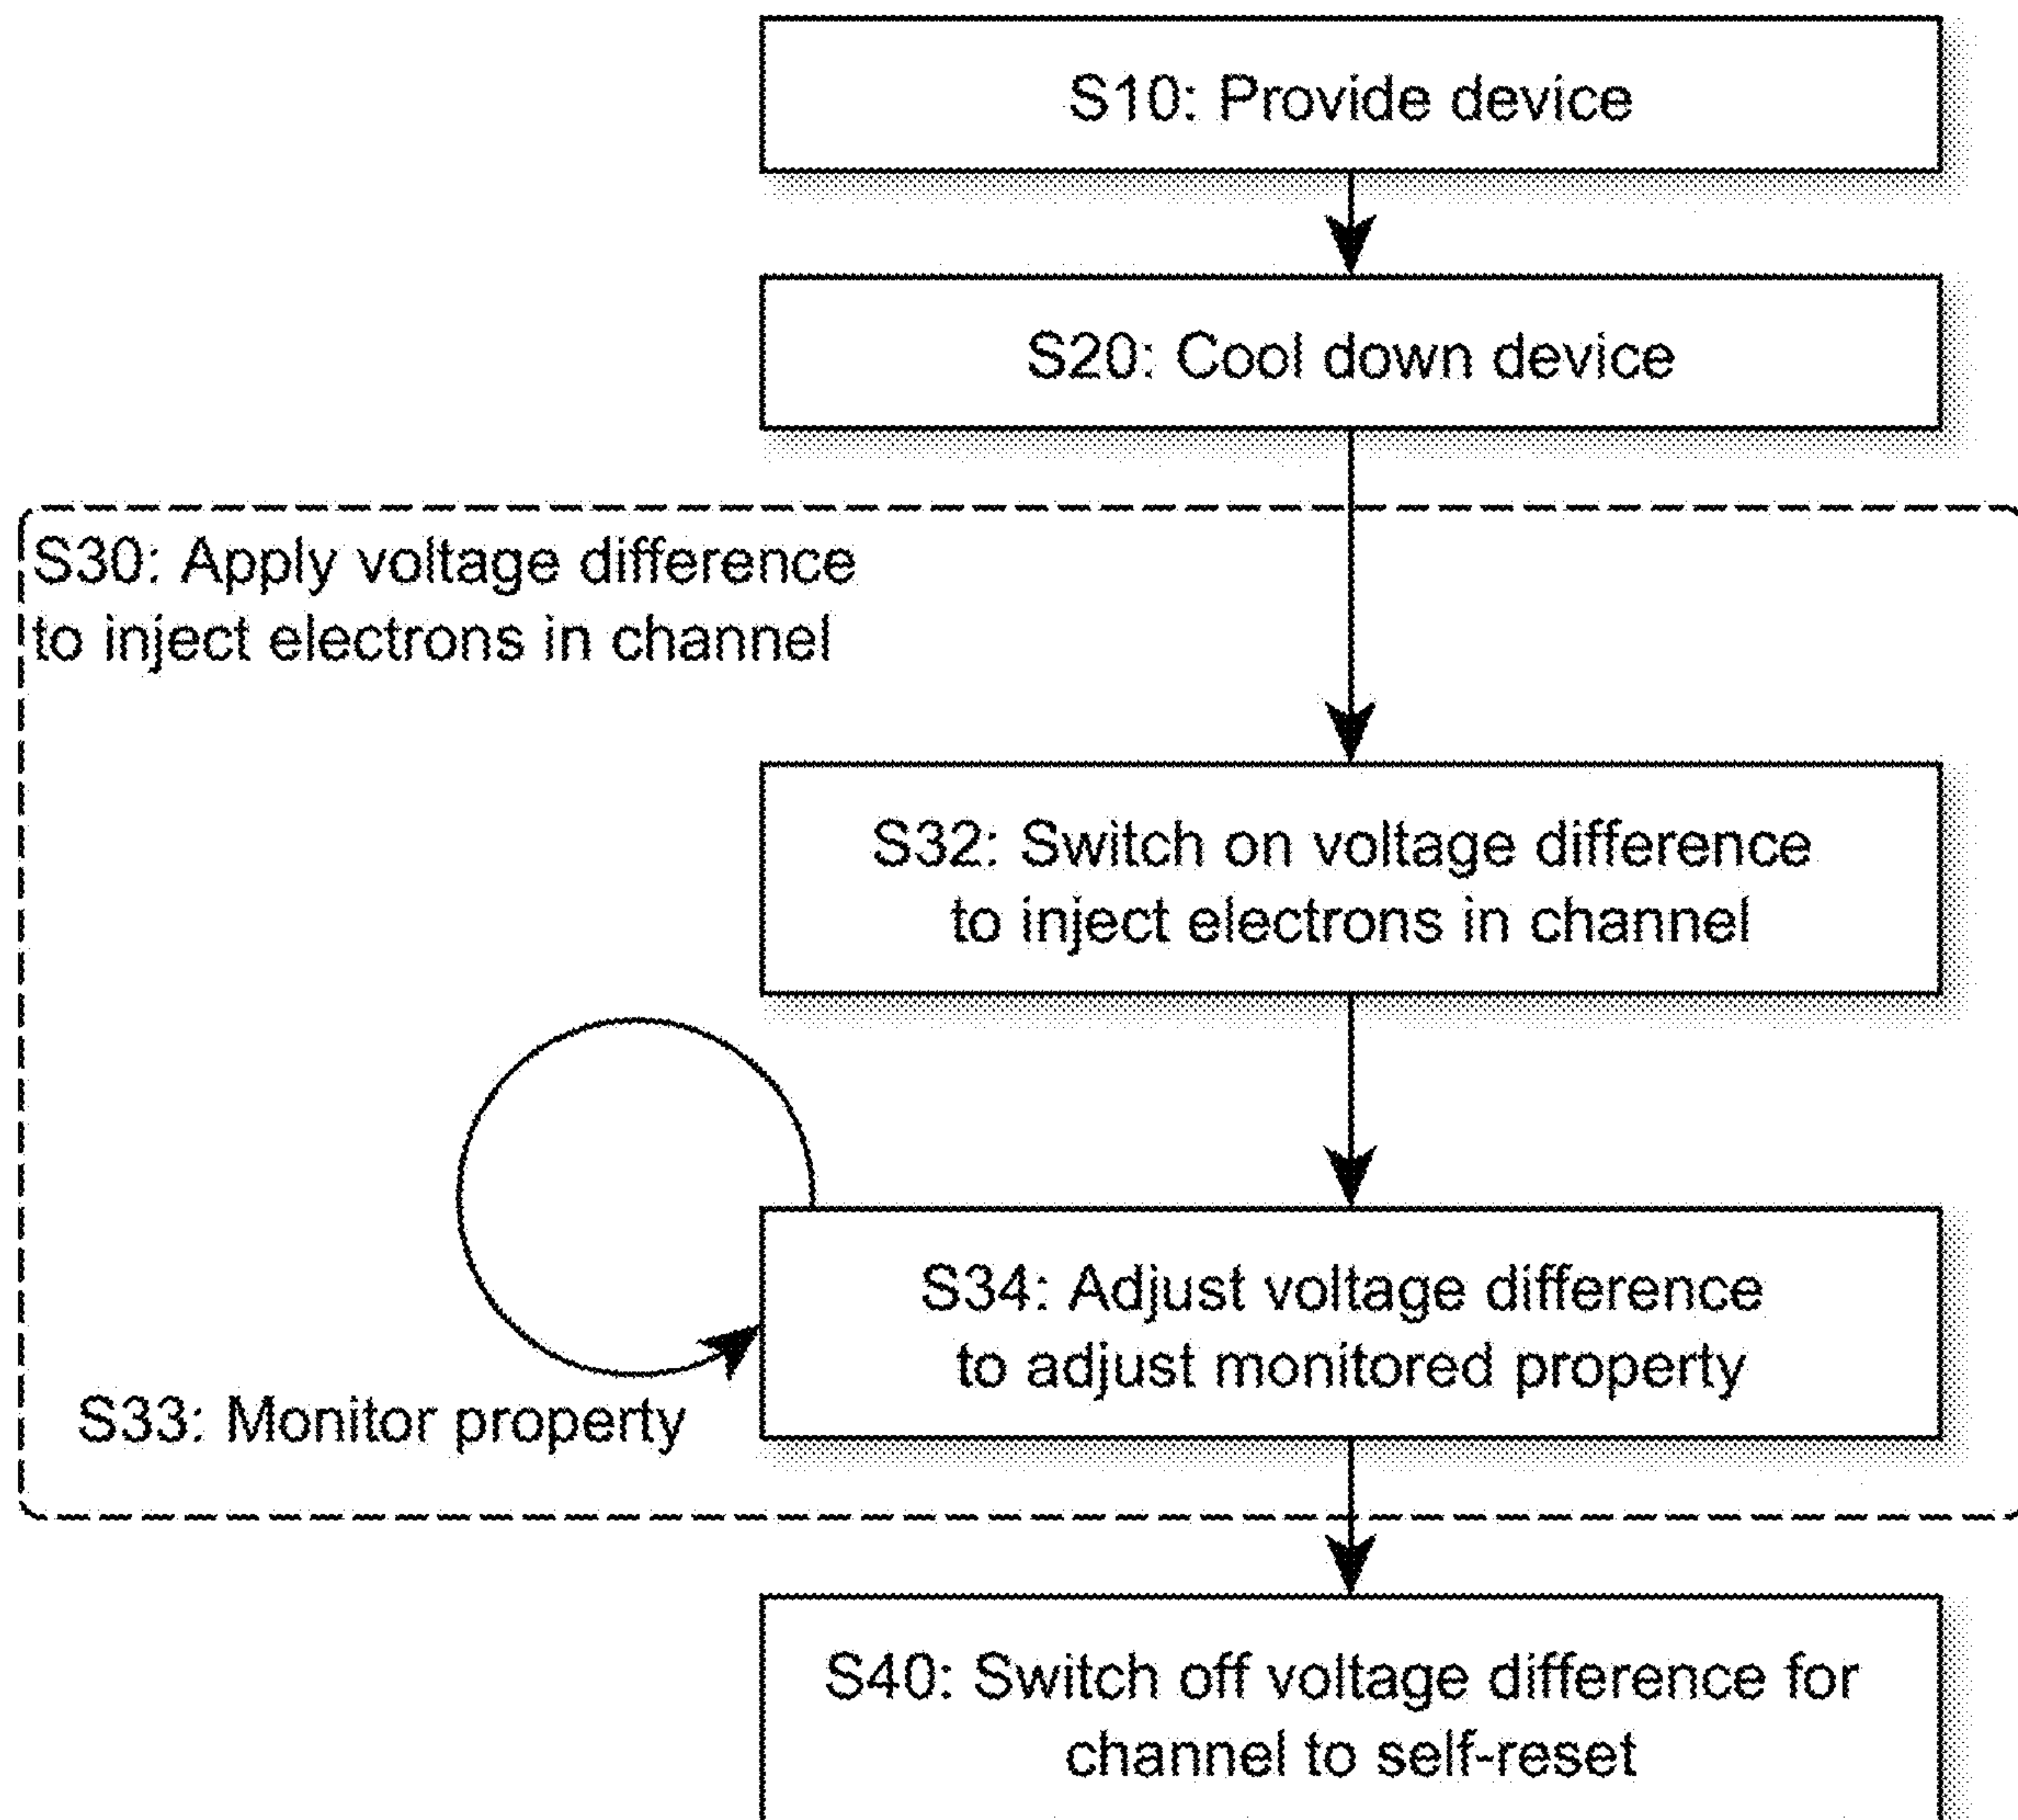 S10: Provide device
S20: Cool down device
S30: Apply voltage difference
to inject electrons in channel
S32: Switch on voltage difference
to inject electrons in channel
S34: Adjust voltage difference
to adjust monitored property
S33: Monitor property
S40: Switch off voltage difference for
channel to self-reset